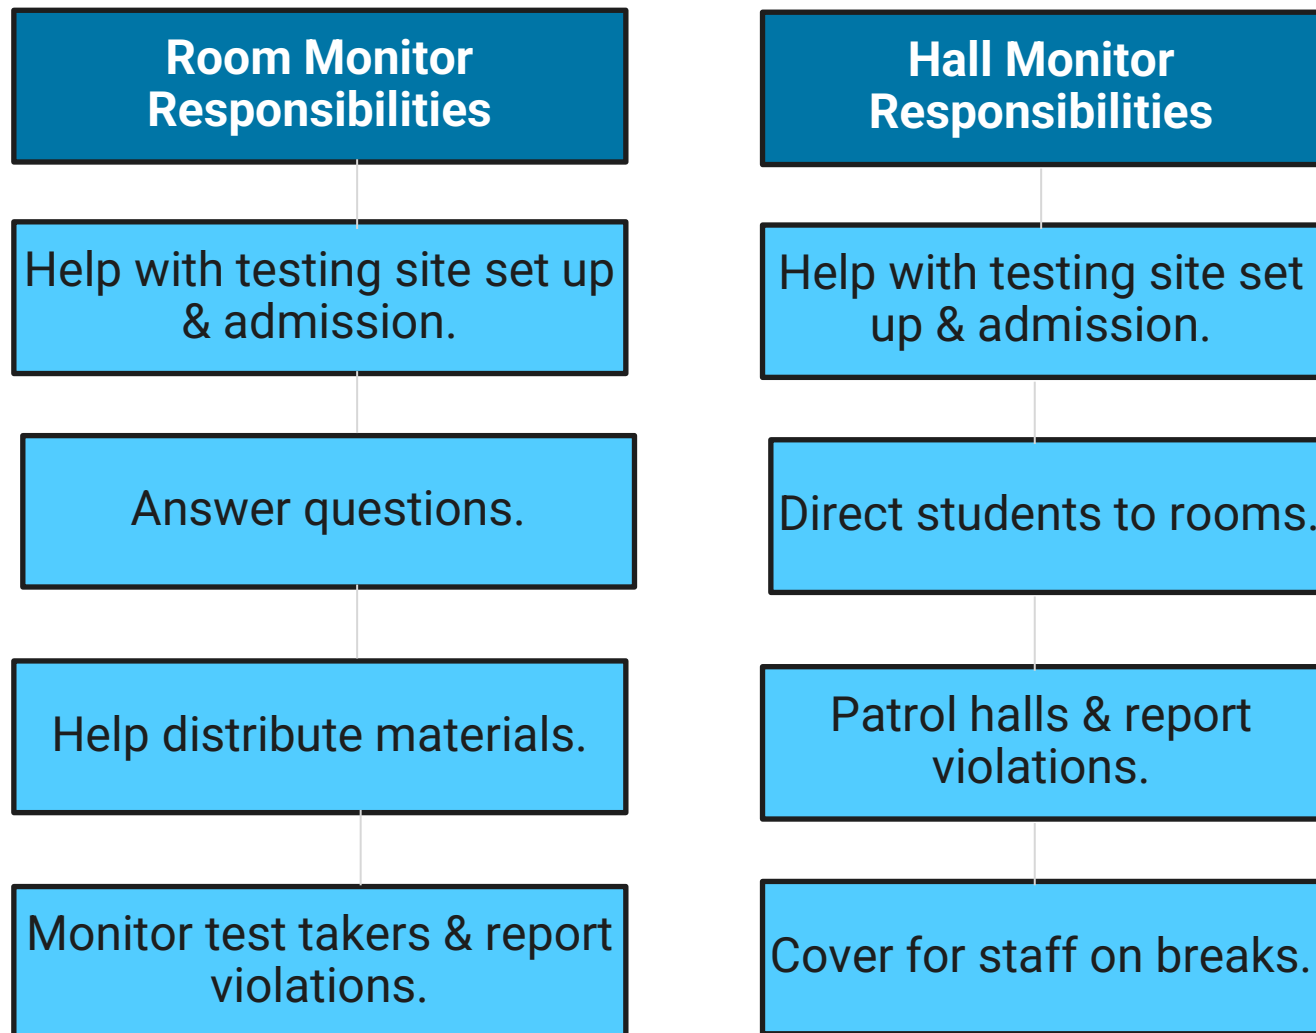 Room Monitor
Responsibilities
Help with testing site set up
& admission.
Answer questions.
Help distribute materials.
Monitor test takers & report
violations.
Hall Monitor
Responsibilities
Help with testing site set
up & admission.
Direct students to rooms.
Patrol halls & report
violations.
Cover for staff on breaks.